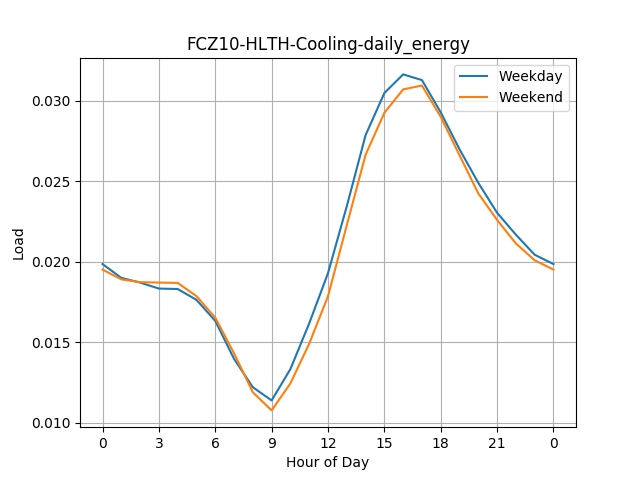 FCZ10-HLTH-Cooling-daily_energy
Weekday
Weekend
0.030
0.025
0.020
0.015
0.010
Load
0 3 6 9 12 15 18 21 0
Hour of Day